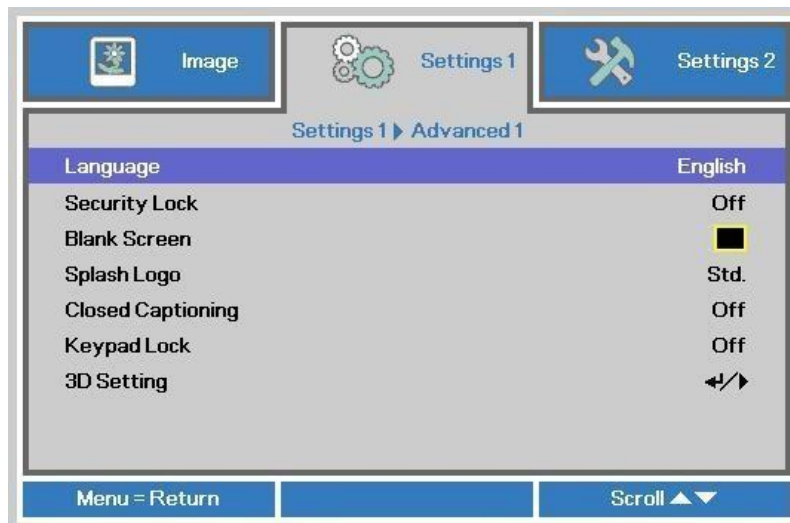 Image Settings 1 Settings 2
Settings 1 ▶ Advanced 1
Language English
Security Lock Off
Blank Screen
Splash Logo Std.
Closed Captioning Off
Keypad Lock Off
3D Setting ↵/▶
Menu = Return Scroll ▲▼